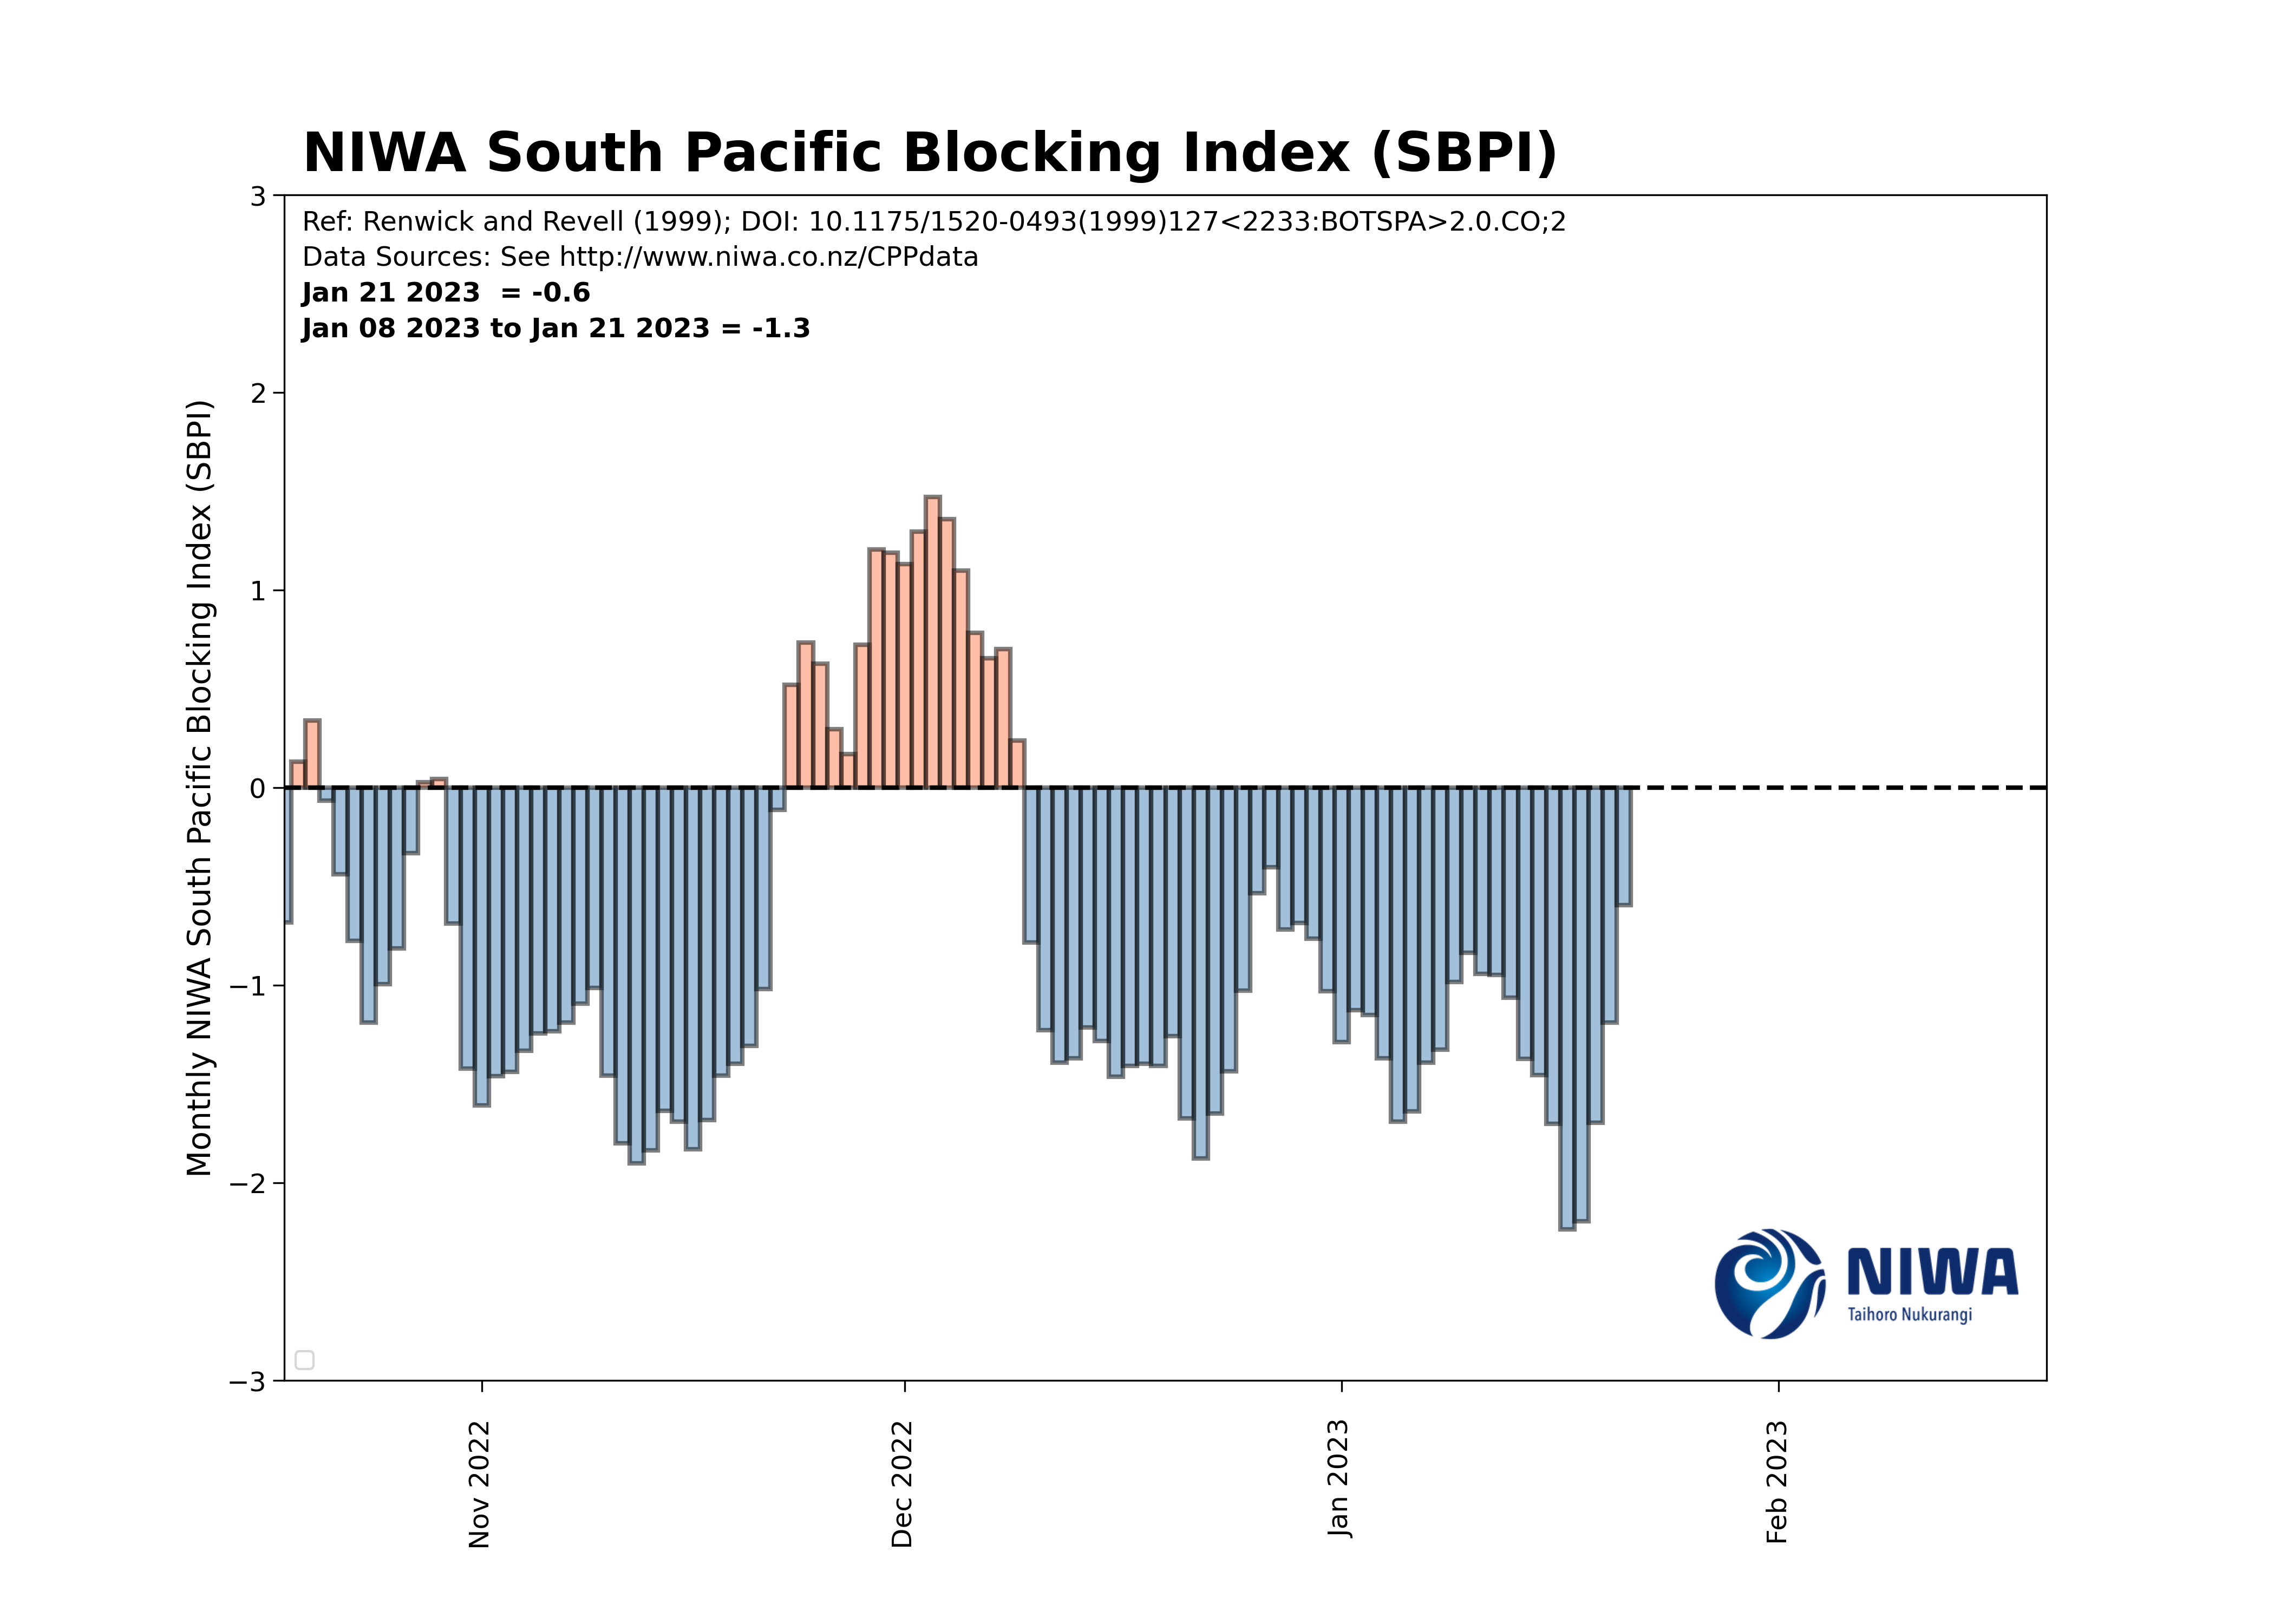 NIWA South Pacific Blocking Index (SBPI)
Ref: Renwick and Revell (1999); DOI: 10.1175/1520-0493(1999)127<2233:BOTSPA>2.0.CO;2
Data Sources: See http://www.niwa.co.nz/CPPdata
Jan 21 2023  = -0.6
Jan 08 2023 to Jan 21 2023 = -1.3
Monthly NIWA South Pacific Blocking Index (SBPI)
3
2
1
0
−1
−2
−3
NIWA
Taihoro Nukurangi
Nov 2022
Dec 2022
Jan 2023
Feb 2023